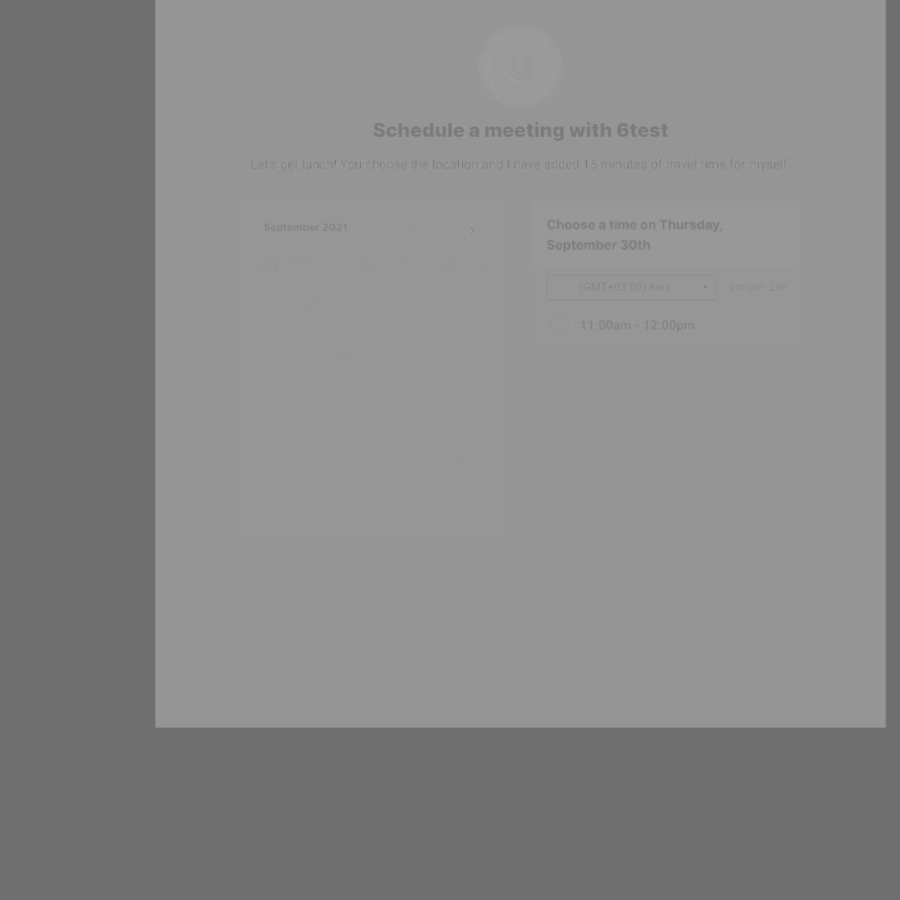 Schedule a meeting with 6test
Let's get lunch! You choose the location and I have added 15 minutes of travel time for myself.
September 2021
Choose a time on Thursday,
September 30th
(GMT+03:00) Kiev
am/pm 24h
11:00am - 12:00pm